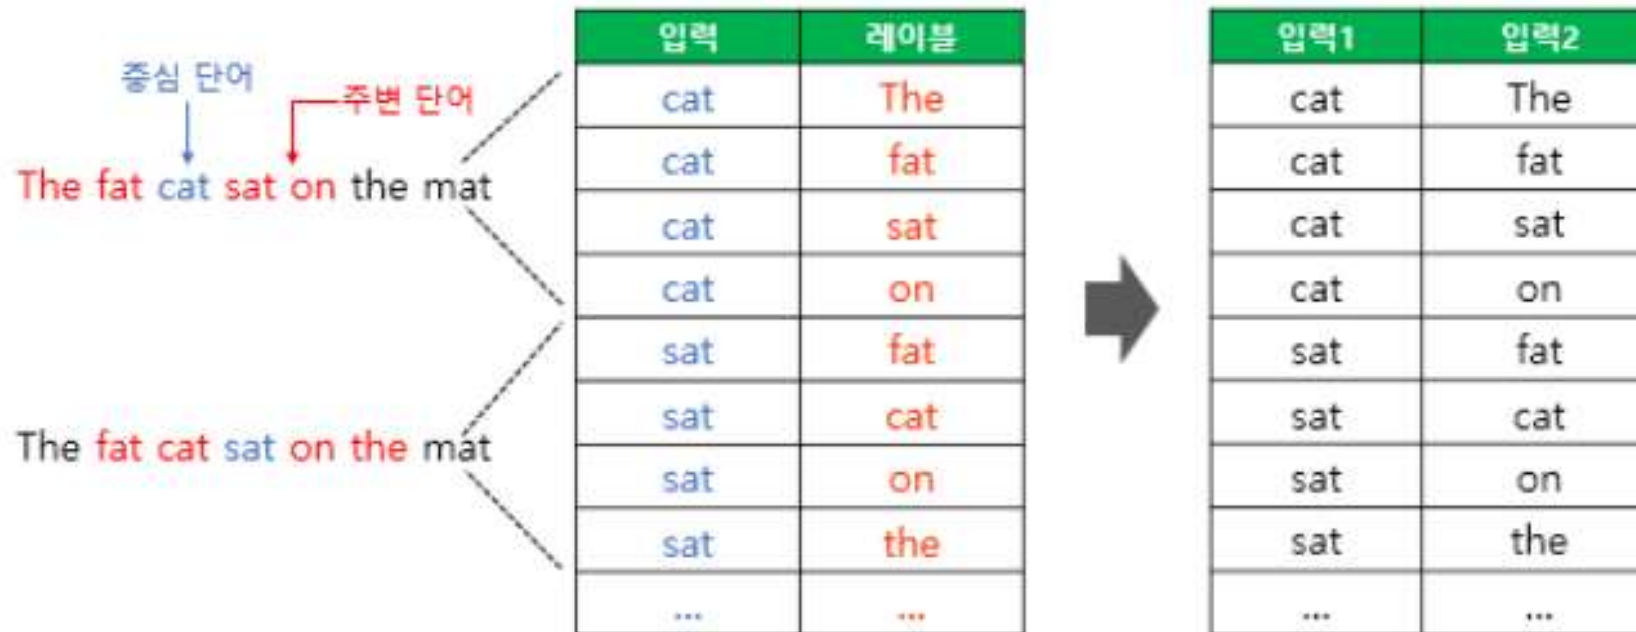 중심 단어
주변 단어
The fat cat sat on the mat
The fat cat sat on the mat
입력 레이블
cat The
cat fat
cat sat
cat on
sat fat
sat cat
sat on
sat the
... ...
입력1 입력2
cat The
cat fat
cat sat
cat on
sat fat
sat cat
sat on
sat the
... ...